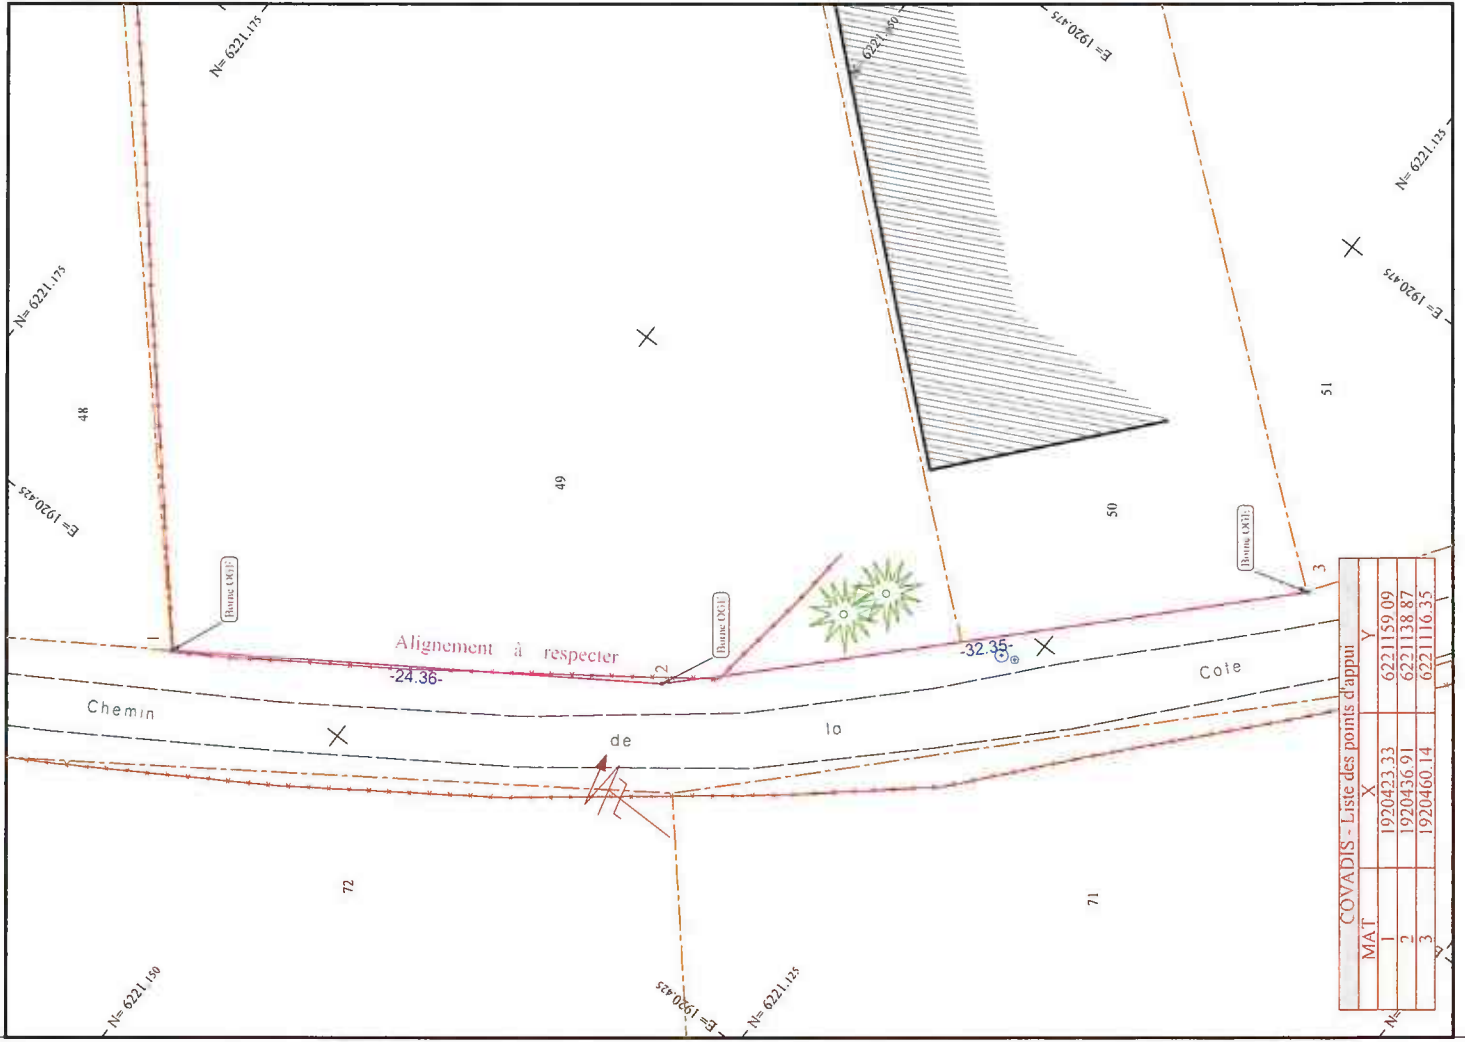 N= 6221.175
E= 1920.475
N= 6221.125
N= 6221.175
E= 1920.475
48
E= 1920.425
49
50
51
Borne OGE
Borne OGE
Borne OGE
1
2
3
Alignement à respecter
-24.36-
-32.35-
Chemin
de
la
Cote
72
71
N= 6221.150
E= 1920.425
N= 6221.125
N=
COVADIS - Liste des points d'appui
MAT X Y
1 1920423.33 6221159.09
2 1920436.91 6221138.87
3 1920460.14 6221116.35